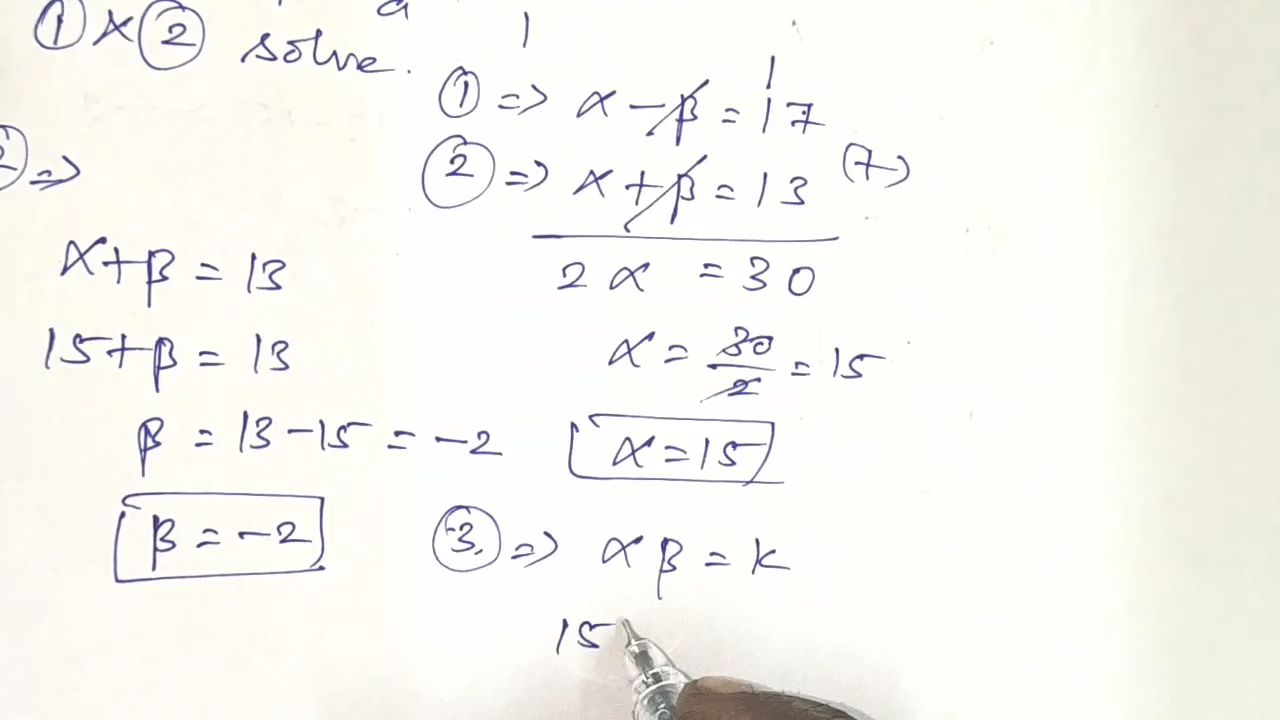 ① × ② solve.
① => α - β = 17
② => α + β = 13 (+)
2α = 30
α = 30/2 = 15
α = 15
② =>
α + β = 13
15 + β = 13
β = 13 - 15 = -2
β = -2
③. => α β = k
15